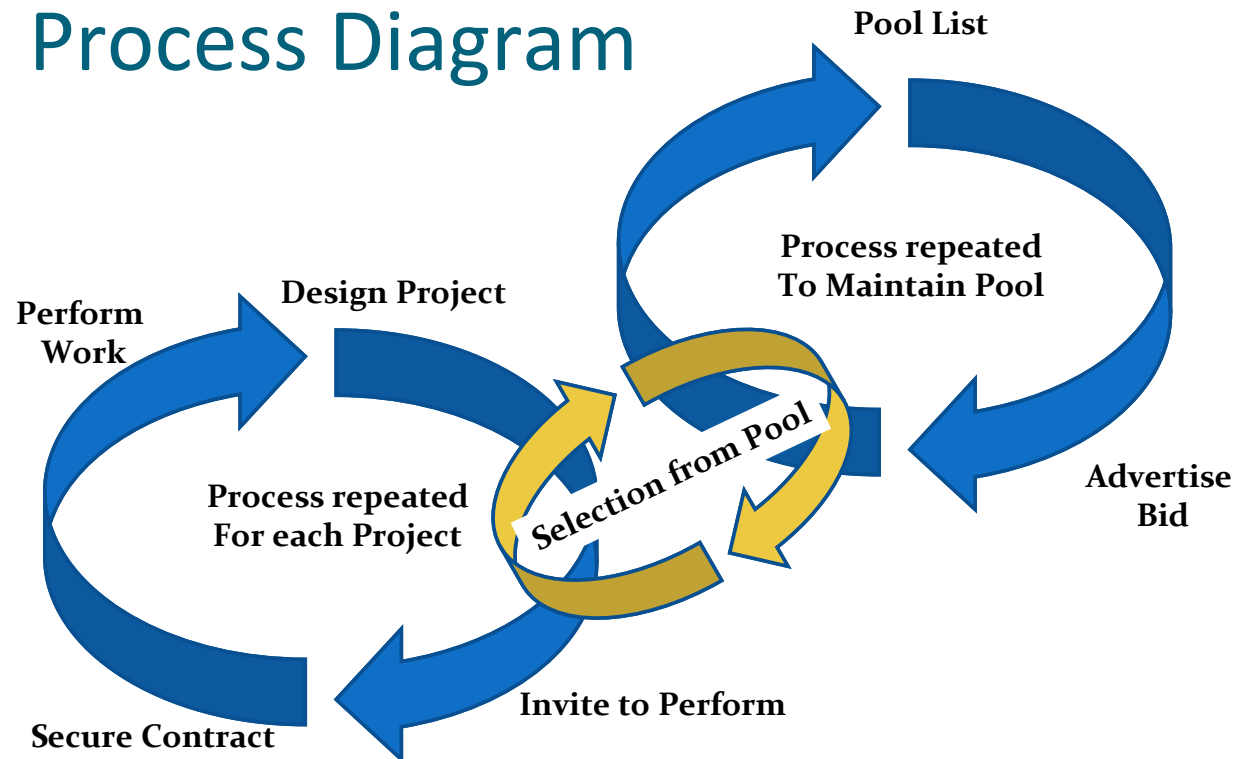 Process Diagram
Pool List
Process repeated
To Maintain Pool
Design Project
Perform
Work
Selection from Pool
Advertise
Bid
Process repeated
For each Project
Invite to Perform
Secure Contract